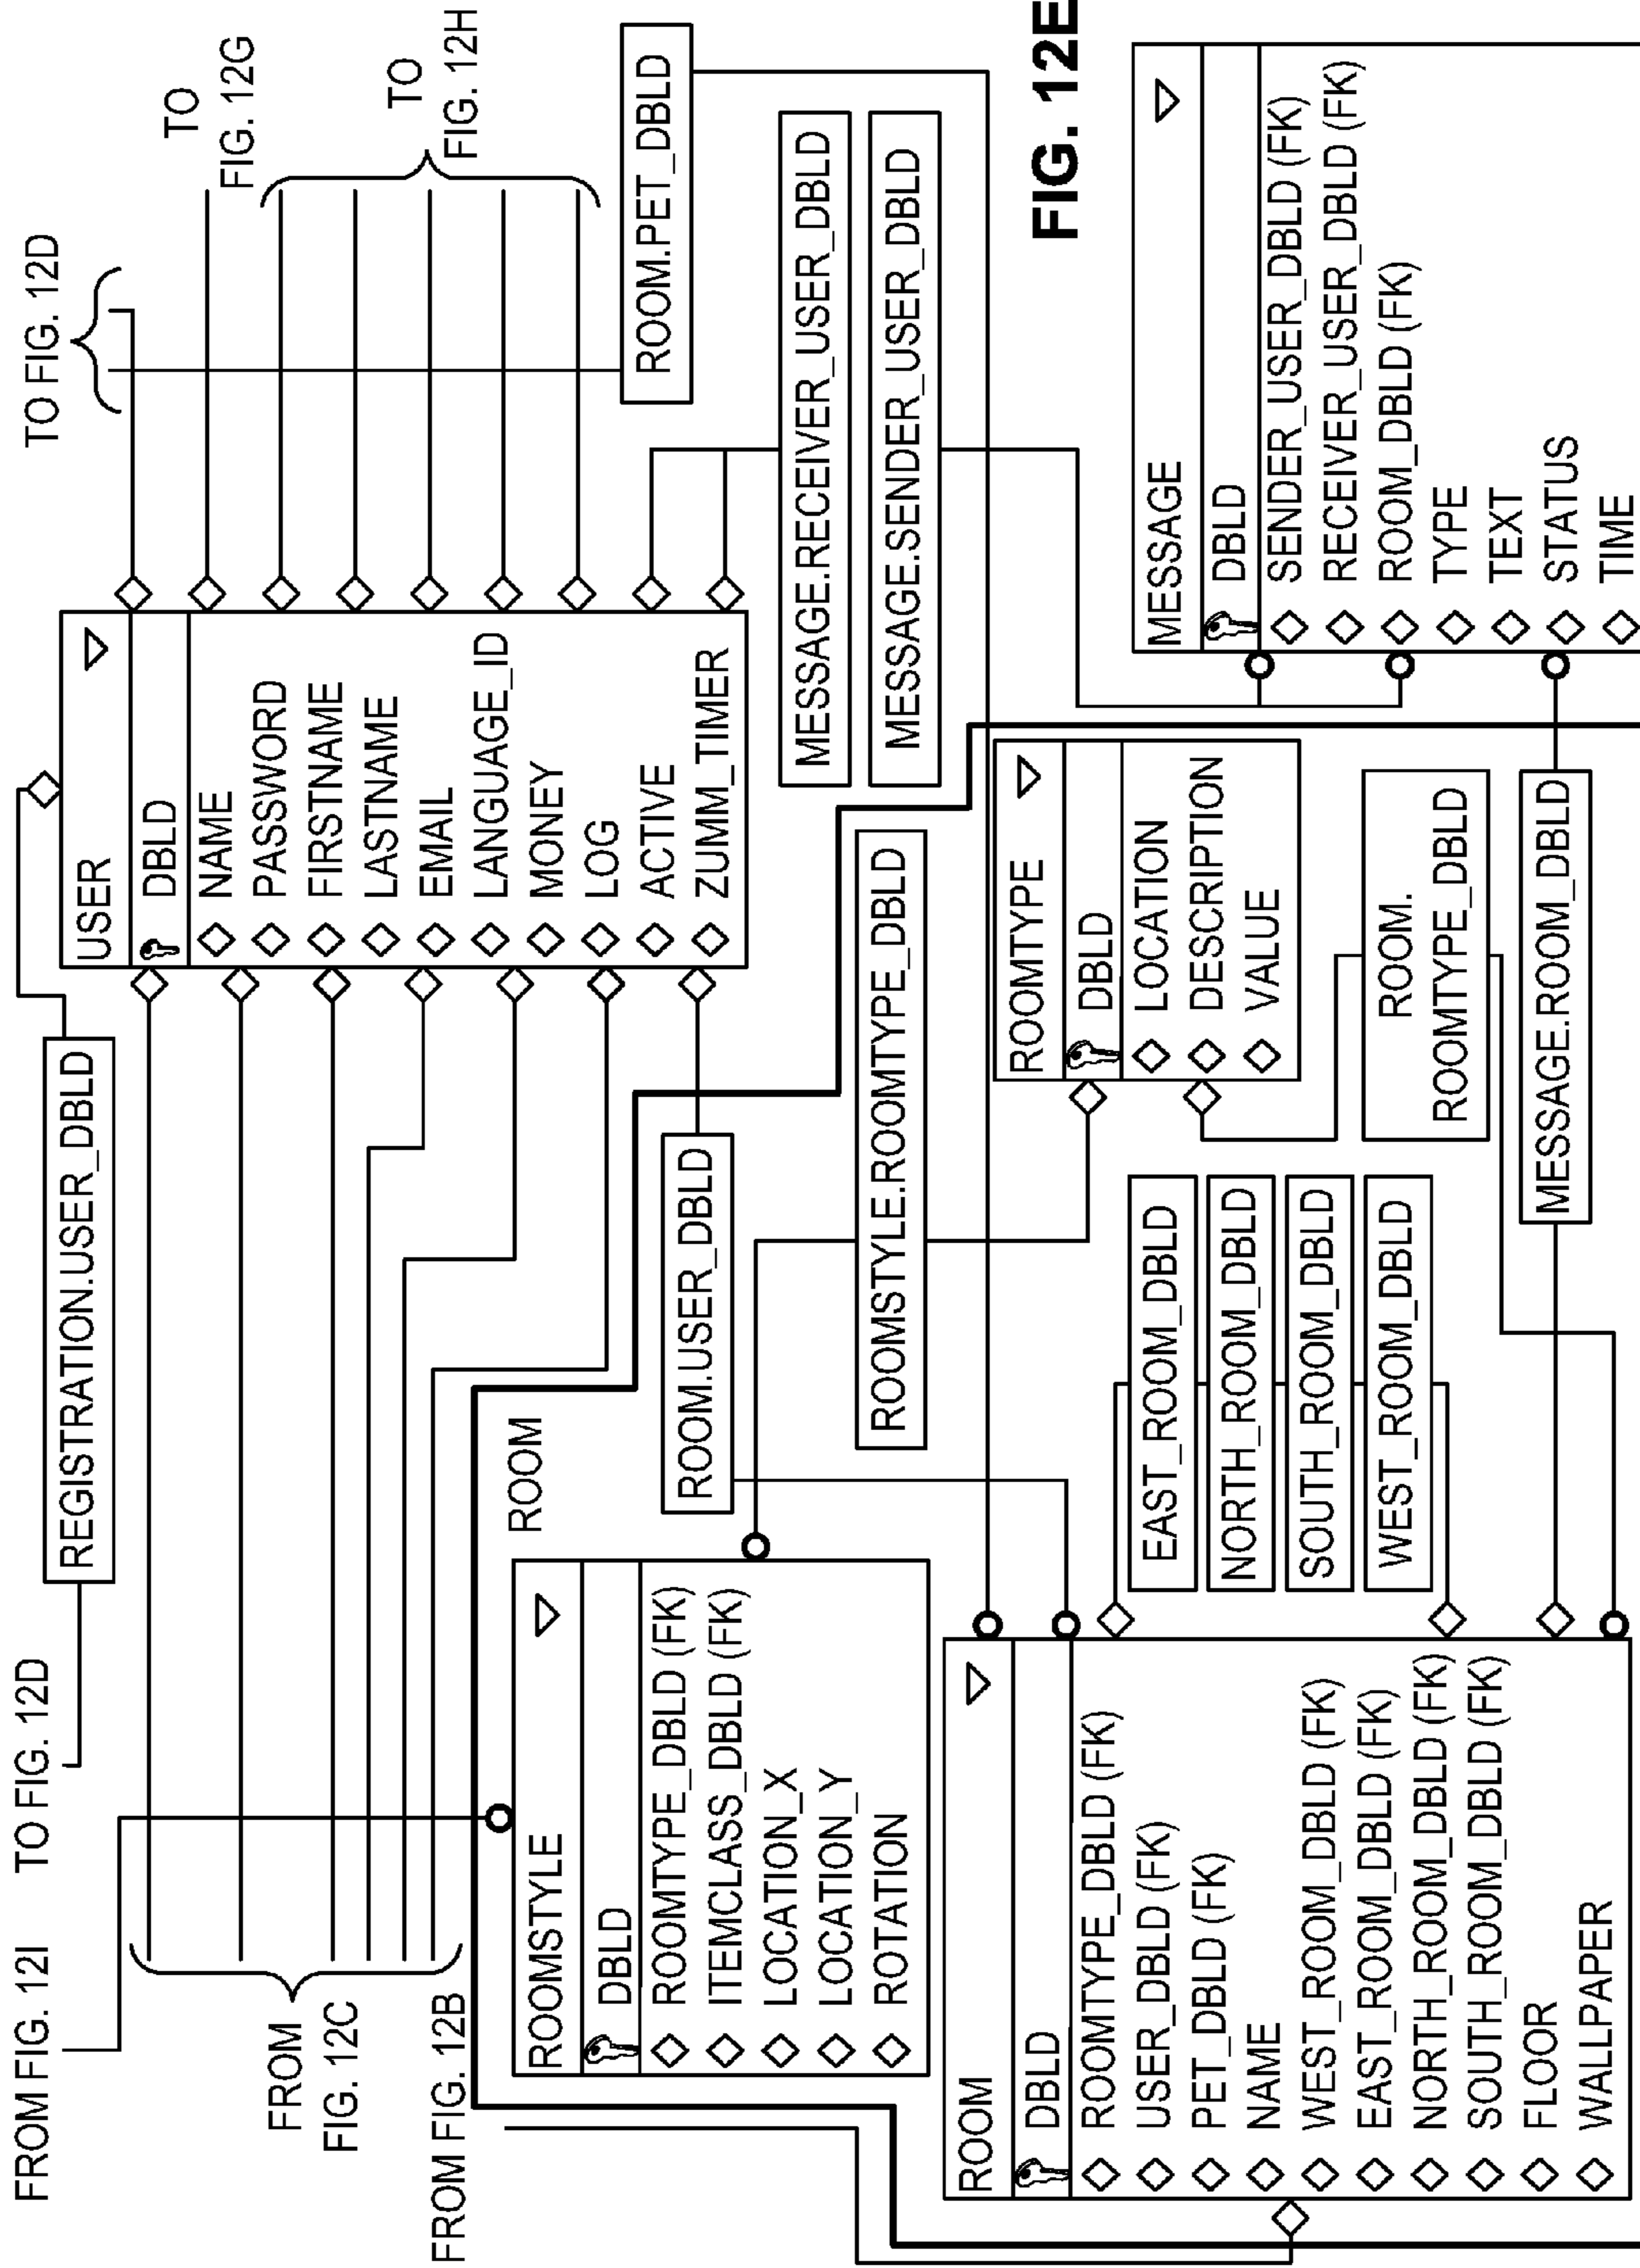 FROM FIG. 12I
TO FIG. 12D
REGISTRATION.USER_DBLD
TO FIG. 12D
FROM
FIG. 12C
FROM FIG. 12B
USER
DBLD
NAME
PASSWORD
FIRSTNAME
LASTNAME
EMAIL
LANGUAGE_ID
MONEY
LOG
ACTIVE
ZUMM_TIMER
TO
FIG. 12G
TO
FIG. 12H
ROOM.PET_DBLD
MESSAGE.RECEIVER_USER_DBLD
MESSAGE.SENDER_USER_DBLD
ROOM
ROOMSTYLE
DBLD
ROOMTYPE_DBLD (FK)
ITEMCLASS_DBLD (FK)
LOCATION_X
LOCATION_Y
ROTATION
ROOM.USER_DBLD
ROOMSTYLE.ROOMTYPE_DBLD
ROOMTYPE
DBLD
LOCATION
DESCRIPTION
VALUE
FIG. 12E
ROOM
DBLD
ROOMTYPE_DBLD (FK)
USER_DBLD (FK)
PET_DBLD (FK)
NAME
WEST_ROOM_DBLD (FK)
EAST_ROOM_DBLD (FK)
NORTH_ROOM_DBLD (FK)
SOUTH_ROOM_DBLD (FK)
FLOOR
WALLPAPER
EAST_ROOM_DBLD
NORTH_ROOM_DBLD
SOUTH_ROOM_DBLD
WEST_ROOM_DBLD
ROOM.
ROOMTYPE_DBLD
MESSAGE.ROOM_DBLD
MESSAGE
DBLD
SENDER_USER_DBLD (FK)
RECEIVER_USER_DBLD (FK)
ROOM_DBLD (FK)
TYPE
TEXT
STATUS
TIME